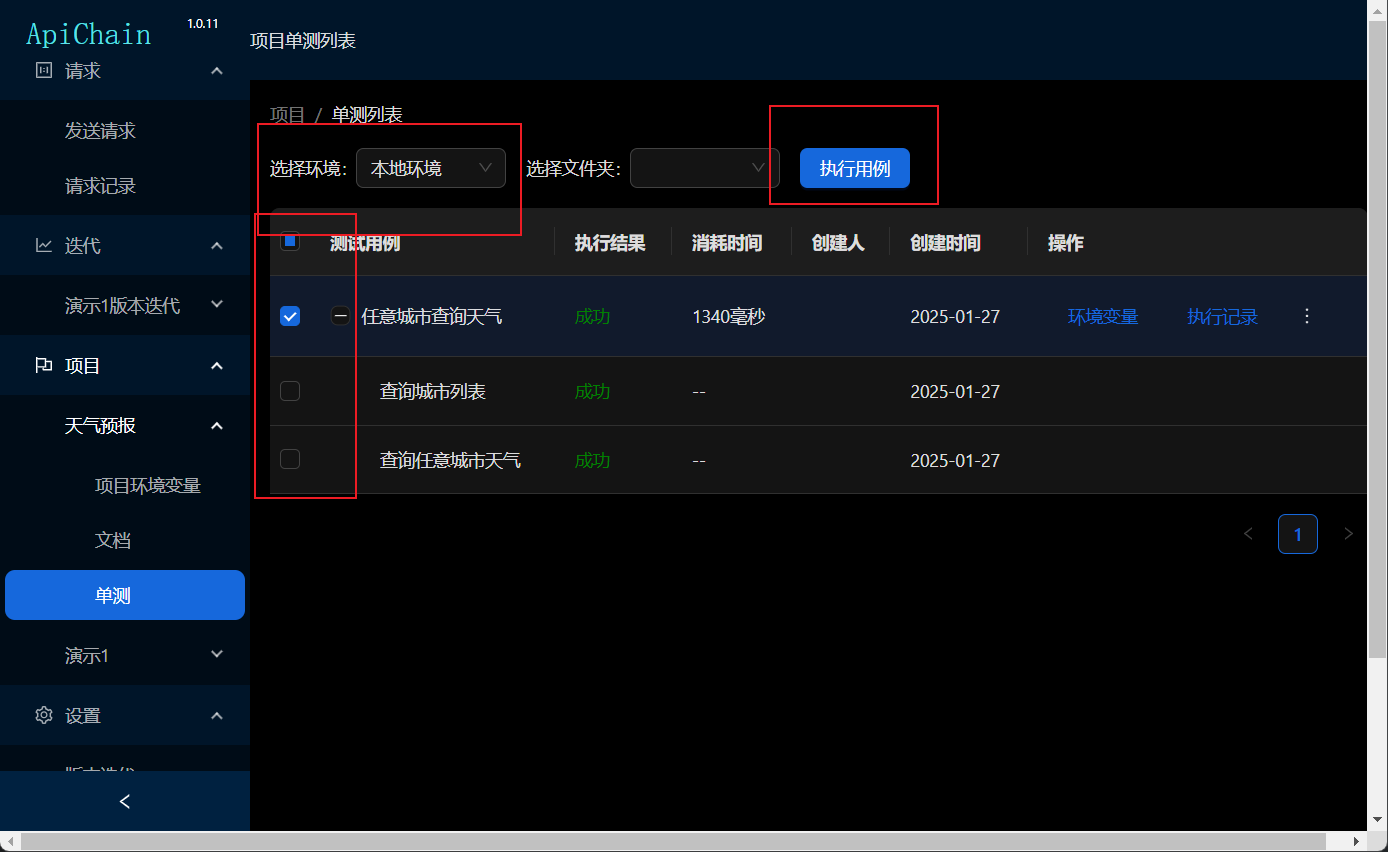 ApiChain 1.0.11
项目单测列表
请求
发送请求
请求记录
迭代
演示1版本迭代
项目
天气预报
项目环境变量
文档
单测
演示1
设置
版本迭代
项目 / 单测列表
选择环境: 本地环境 选择文件夹: 执行用例
测试用例 执行结果 消耗时间 创建人 创建时间 操作
任意城市查询天气 成功 1340毫秒 2025-01-27 环境变量 执行记录
查询城市列表 成功 -- 2025-01-27
查询任意城市天气 成功 -- 2025-01-27
1